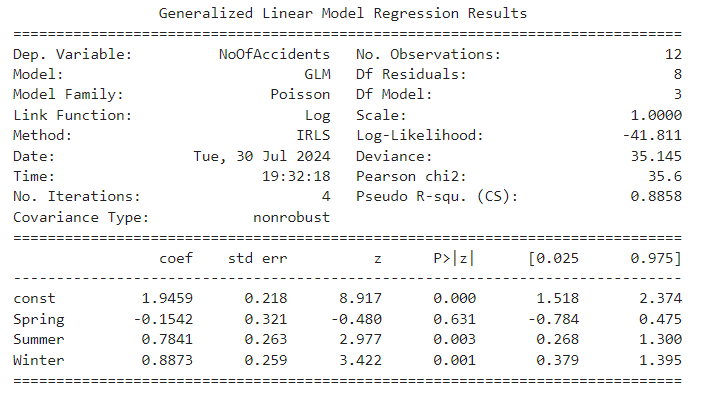 Generalized Linear Model Regression Results
==============================================================================
Dep. Variable: NoOfAccidents No. Observations: 12
Model: GLM Df Residuals: 8
Model Family: Poisson Df Model: 3
Link Function: Log Scale: 1.0000
Method: IRLS Log-Likelihood: -41.811
Date: Tue, 30 Jul 2024 Deviance: 35.145
Time: 19:32:18 Pearson chi2: 35.6
No. Iterations: 4 Pseudo R-squ. (CS): 0.8858
Covariance Type: nonrobust
==============================================================================
coef std err z P>|z| [0.025 0.975]
------------------------------------------------------------------------------
const 1.9459 0.218 8.917 0.000 1.518 2.374
Spring -0.1542 0.321 -0.480 0.631 -0.784 0.475
Summer 0.7841 0.263 2.977 0.003 0.268 1.300
Winter 0.8873 0.259 3.422 0.001 0.379 1.395
==============================================================================